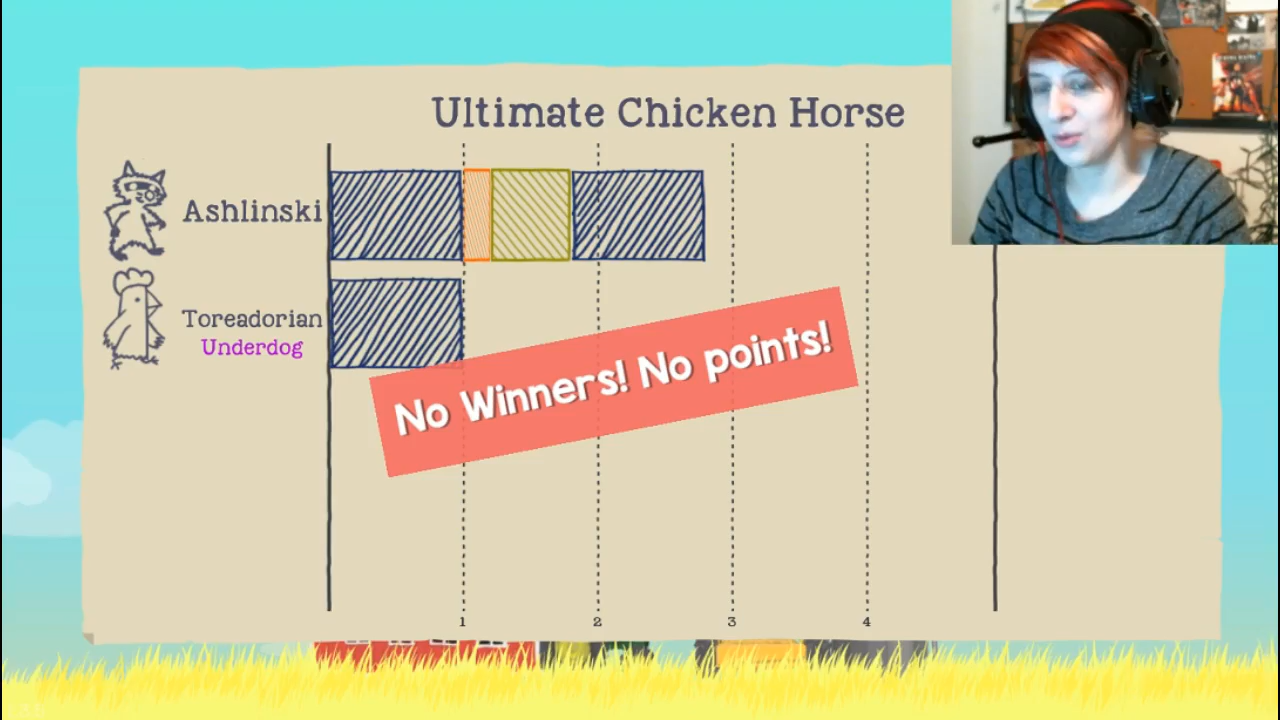 Ultimate Chicken Horse
Ashlinski
Toreadorian
Underdog
No Winners! No points!
1 2 3 4